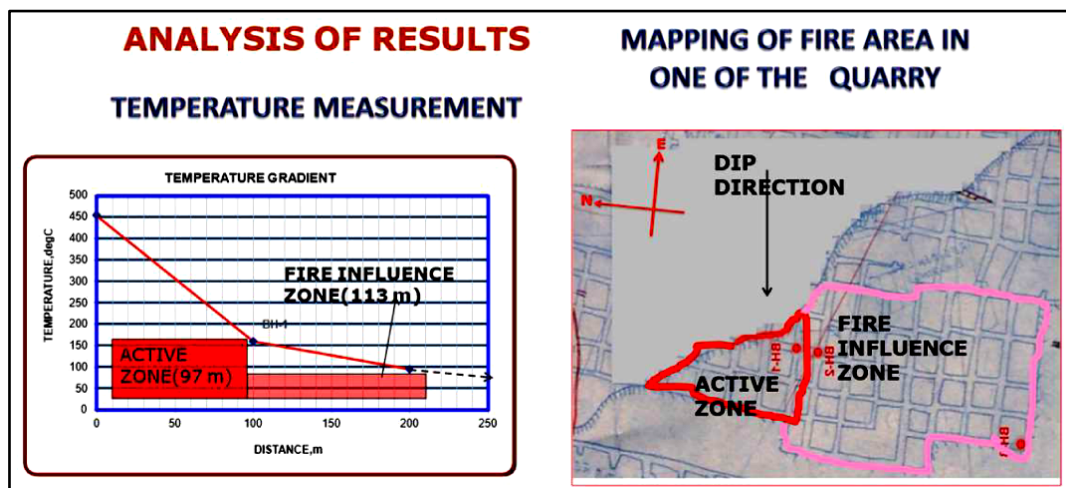 ANALYSIS OF RESULTS
TEMPERATURE MEASUREMENT
TEMPERATURE GRADIENT
TEMPERATURE,degC
500
450
400
350
300
250
200
150
100
50
0
BH-1
FIRE INFLUENCE
ZONE(113 m)
ACTIVE
ZONE(97 m)
0
50
100
150
200
250
DISTANCE,m
MAPPING OF FIRE AREA IN
ONE OF THE QUARRY
E
N
DIP
DIRECTION
BH-1
BH-2
FIRE
INFLUENCE
ZONE
ACTIVE
ZONE